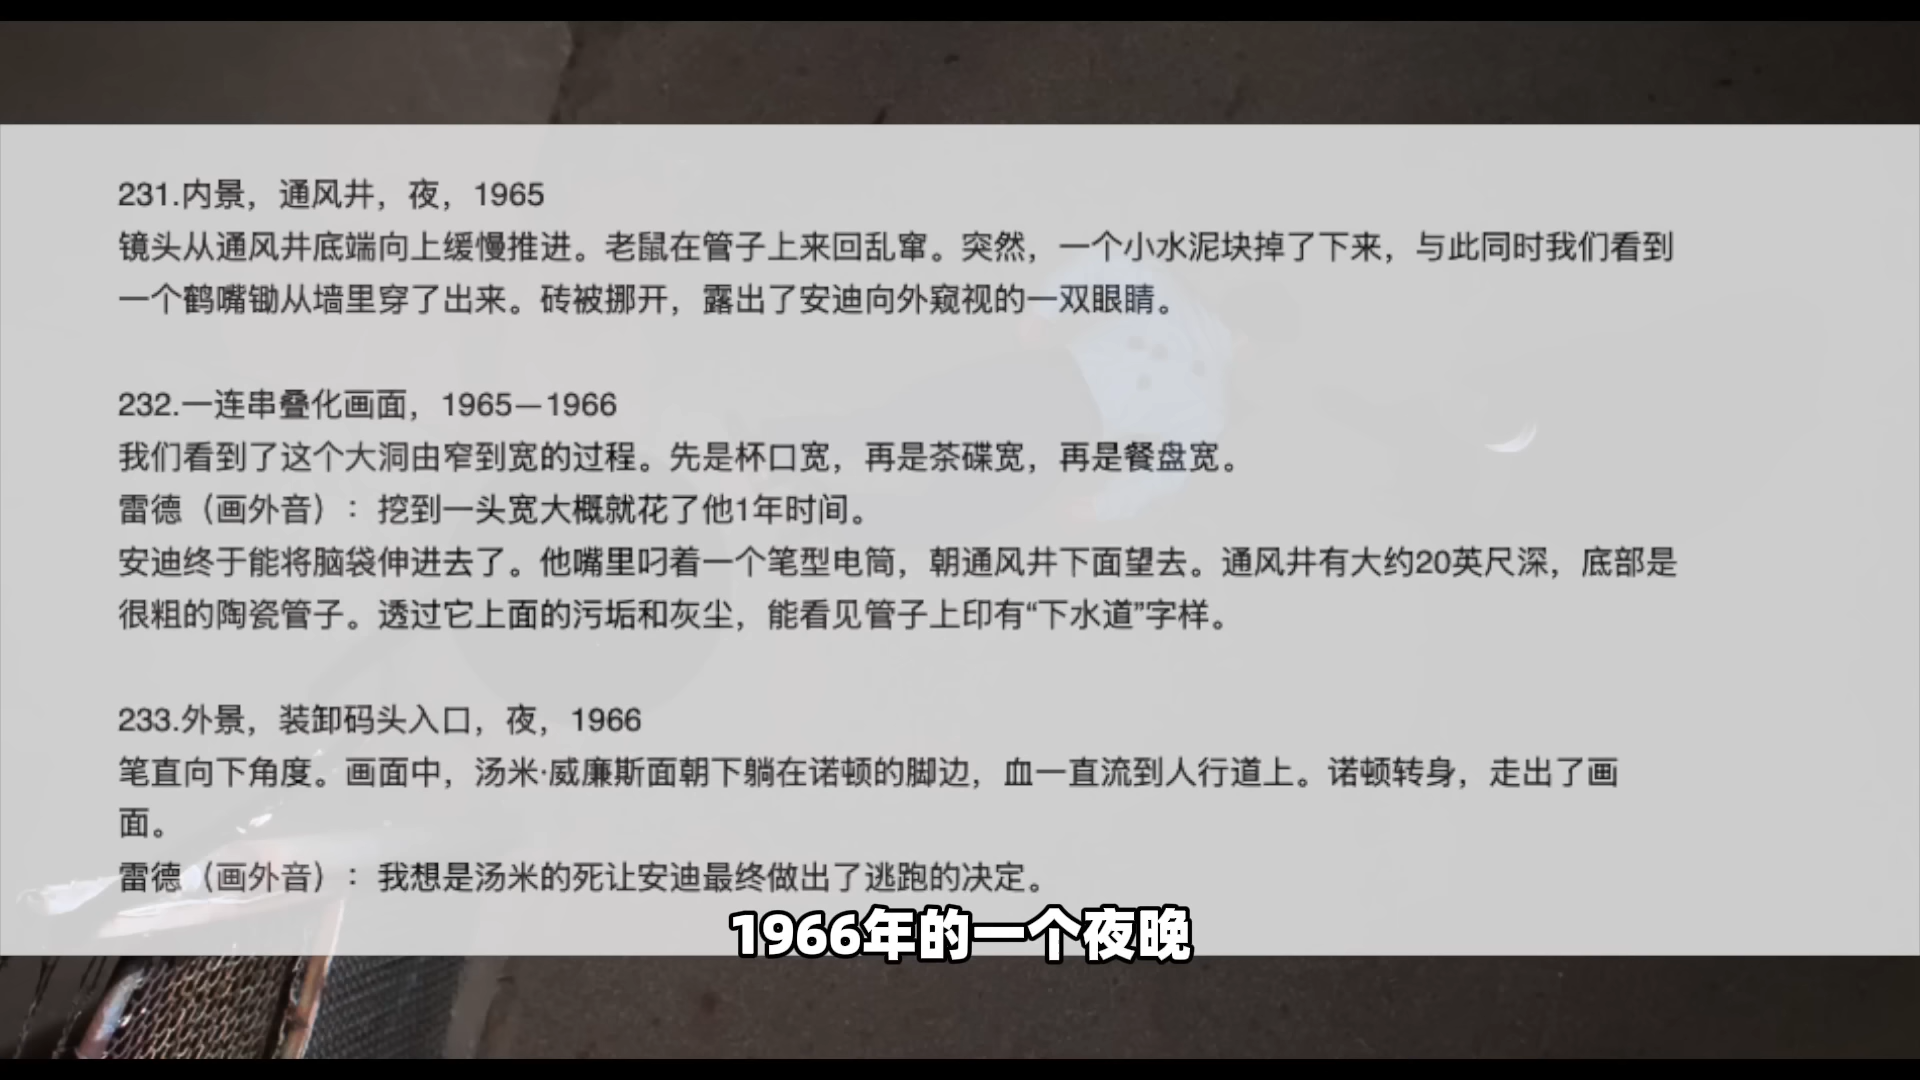 231.内景，通风井，夜，1965
镜头从通风井底端向上缓慢推进。老鼠在管子上来回乱窜。突然，一个小水泥块掉了下来，与此同时我们看到
一个鹤嘴锄从墙里穿了出来。砖被挪开，露出了安迪向外窥视的一双眼睛。
232.一连串叠化画面，1965—1966
我们看到了这个大洞由窄到宽的过程。先是杯口宽，再是茶碟宽，再是餐盘宽。
雷德（画外音）：挖到一头宽大概就花了他1年时间。
安迪终于能将脑袋伸进去了。他嘴里叼着一个笔型电筒，朝通风井下面望去。通风井有大约20英尺深，底部是
很粗的陶瓷管子。透过它上面的污垢和灰尘，能看见管子上印有“下水道”字样。
233.外景，装卸码头入口，夜，1966
笔直向下角度。画面中，汤米·威廉斯面朝下躺在诺顿的脚边，血一直流到人行道上。诺顿转身，走出了画
面。
雷德（画外音）：我想是汤米的死让安迪最终做出了逃跑的决定。
1966年的一个夜晚